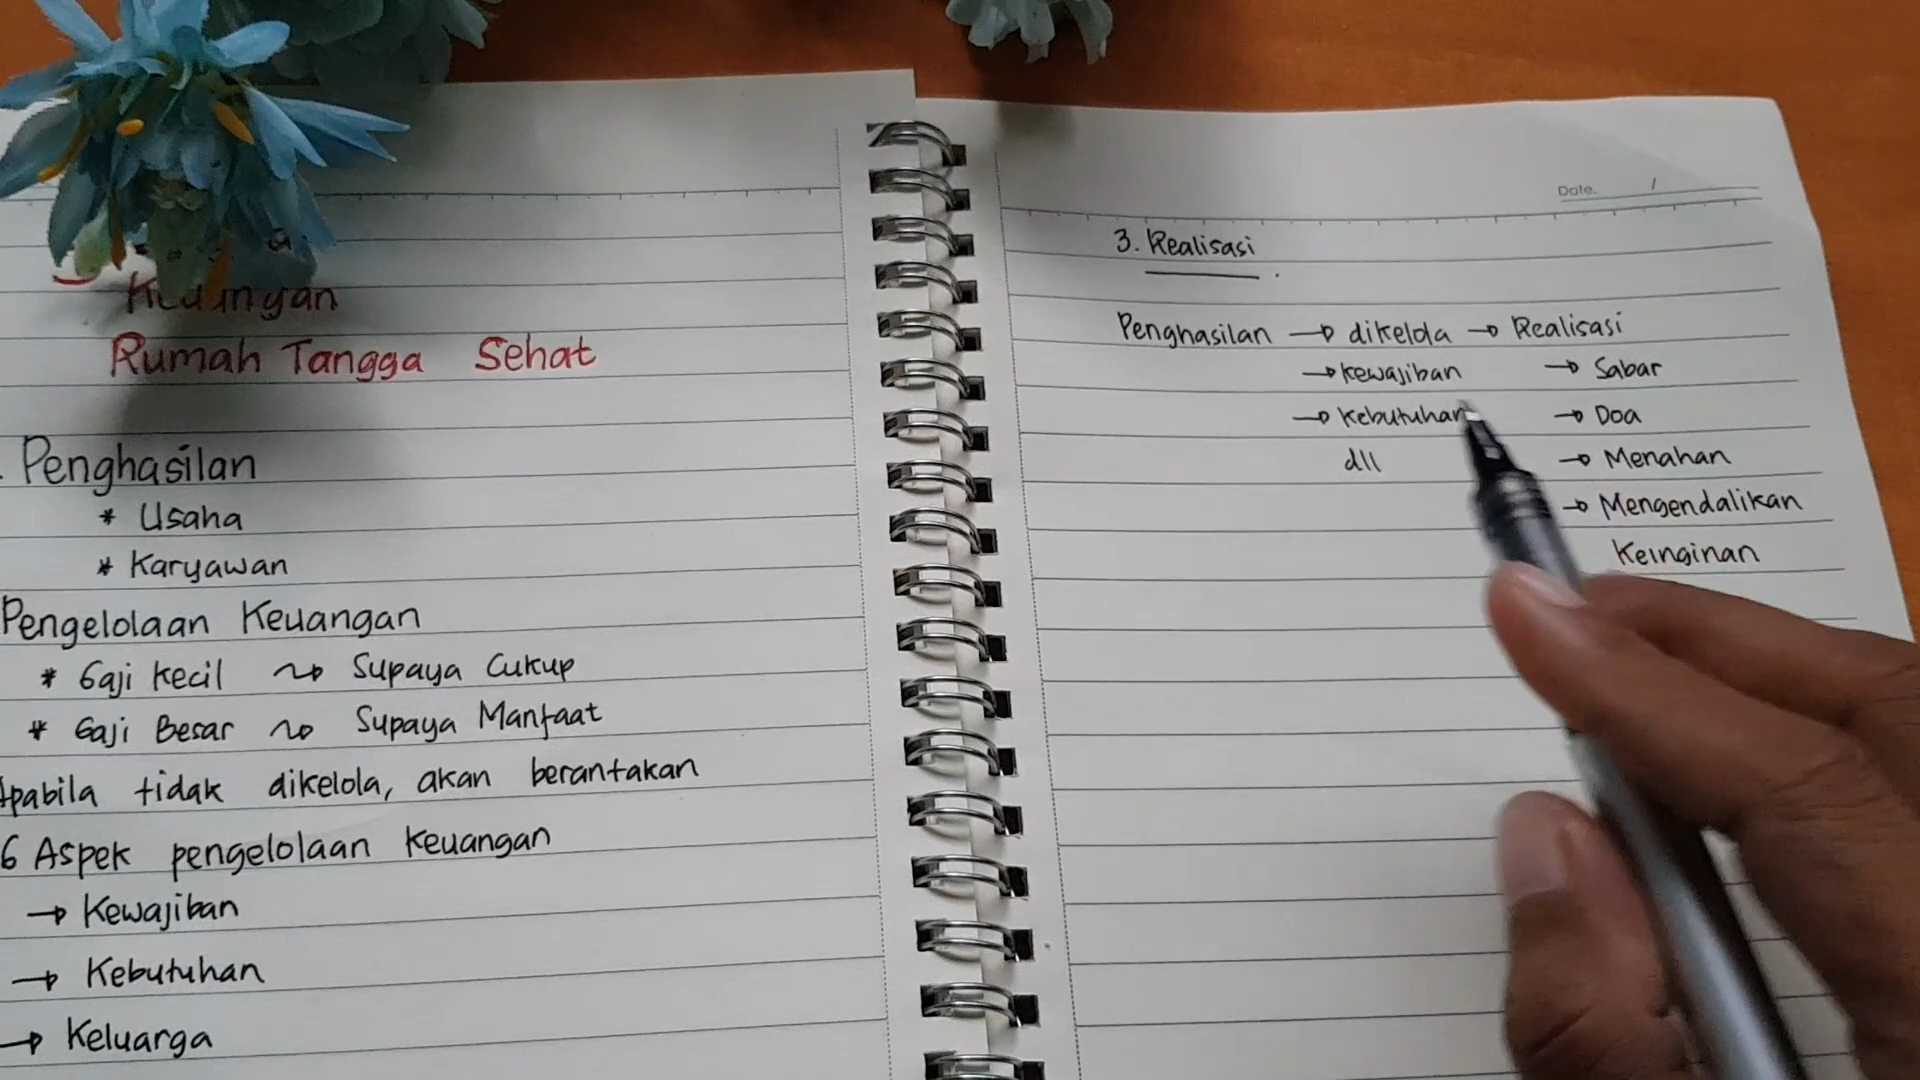 Keuangan
Rumah Tangga Sehat
. Penghasilan
* Usaha
* Karyawan
Pengelolaan Keuangan
* Gaji Kecil → Supaya Cukup
* Gaji Besar → Supaya Manfaat
Apabila tidak dikelola, akan berantakan
6 Aspek pengelolaan keuangan
→ Kewajiban
→ Kebutuhan
→ Keluarga
Date. /
3. Realisasi
Penghasilan → dikelola → Realisasi
→ kewajiban → Sabar
→ Kebutuhan → Doa
dll → Menahan
→ Mengendalikan
Keinginan